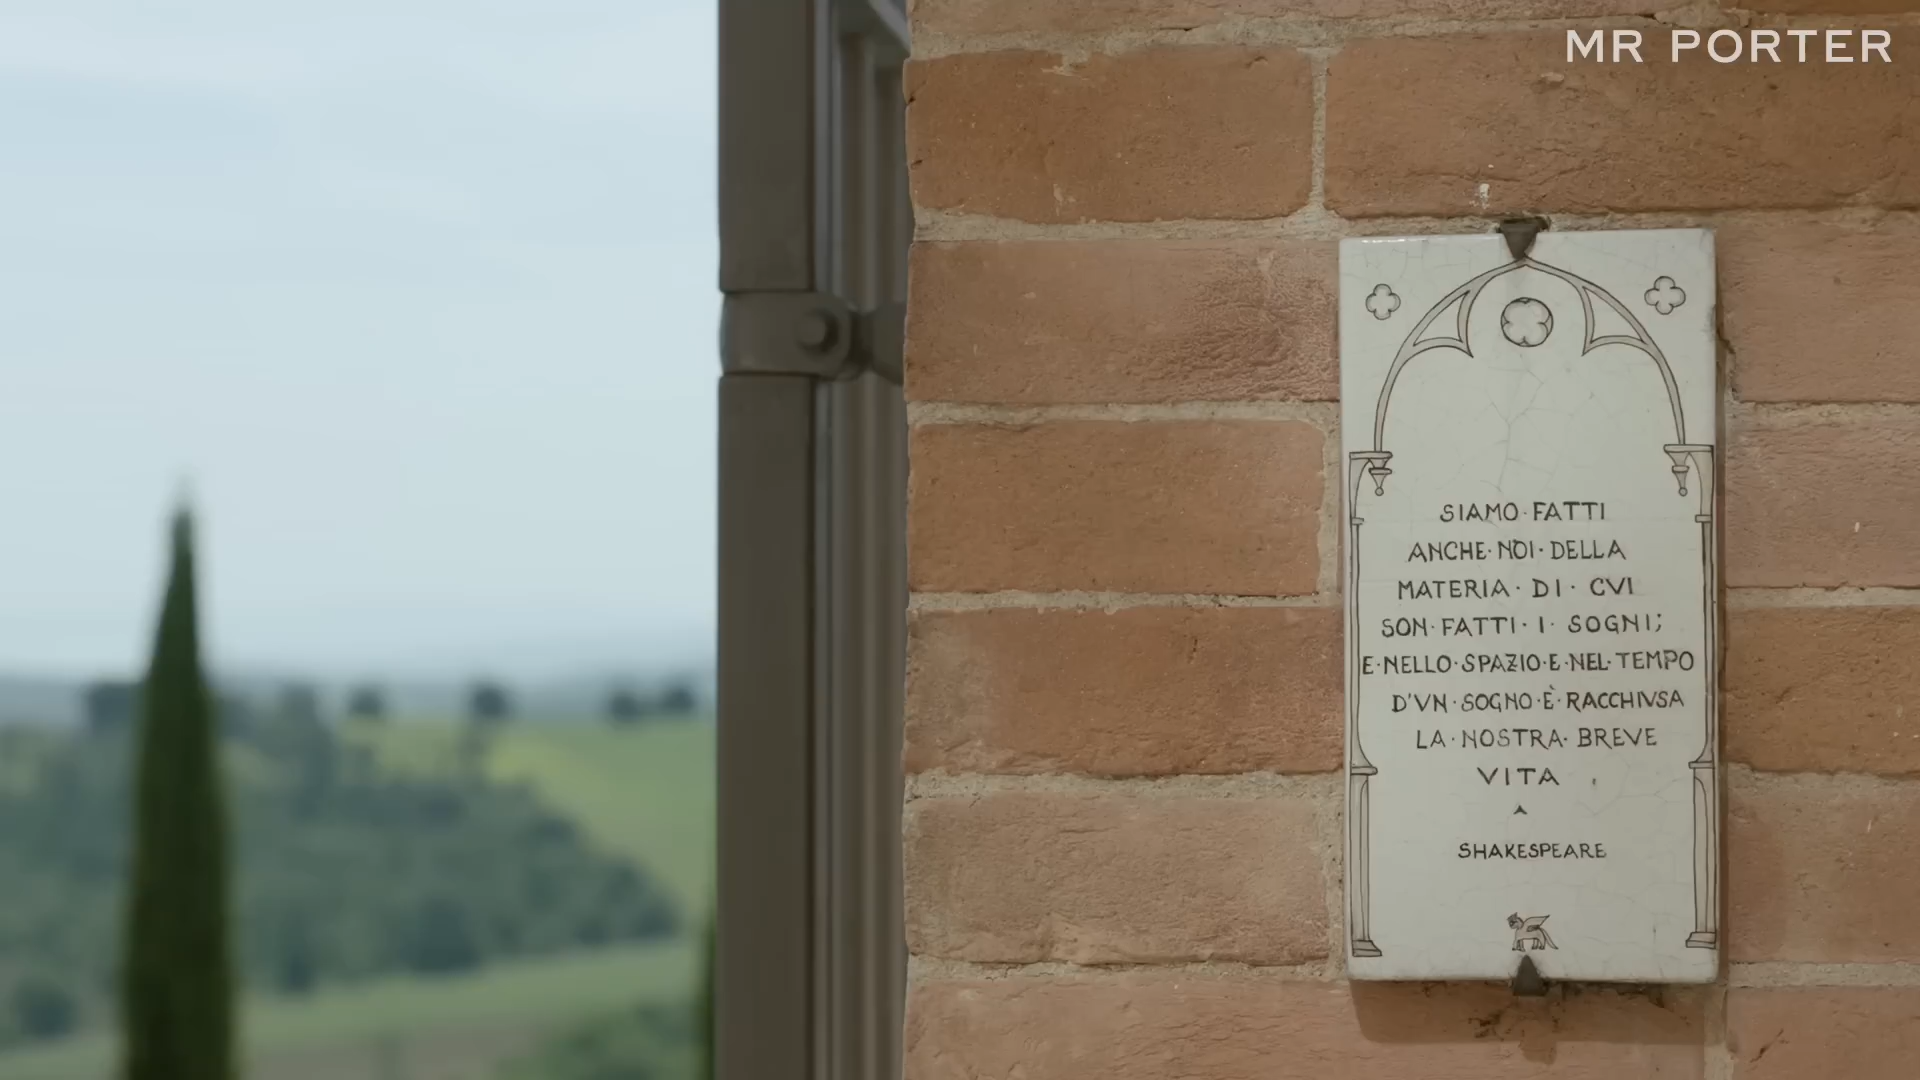 MR PORTER
SIAMO·FATTI
ANCHE·NOI·DELLA
MATERIA·DI·CVI
SON·FATTI·I·SOGNI;
E·NELLO·SPAZIO·E·NEL·TEMPO
D'VN·SOGNO·È·RACCHIVSA
LA·NOSTRA·BREVE
VITA
SHAKESPEARE